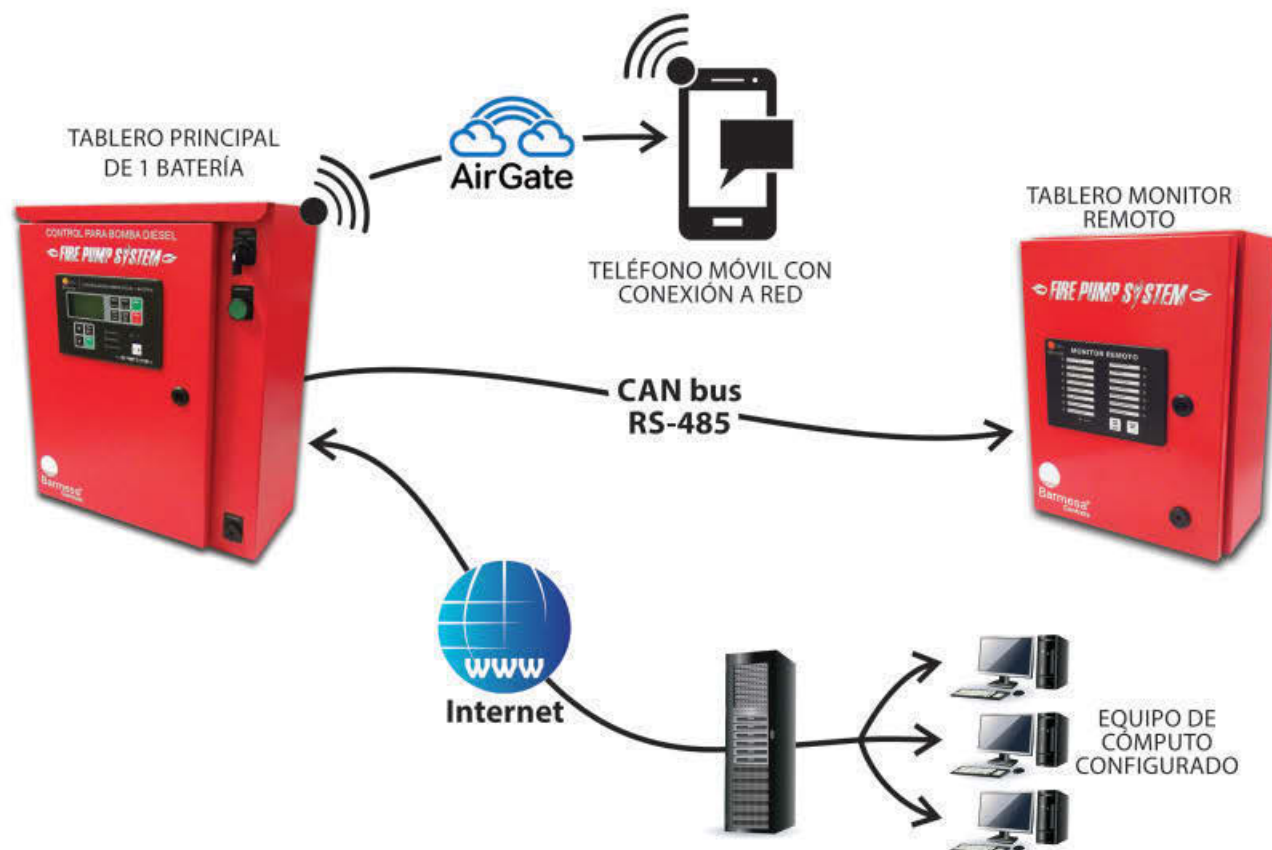 TABLERO PRINCIPAL
DE 1 BATERÍA
AirGate
TELÉFONO MÓVIL CON
CONEXIÓN A RED
TABLERO MONITOR
REMOTO
CONTROL PARA BOMBA DIÉSEL
FIRE PUMP SYSTEM
Barmesa
Controls
CAN bus
RS-485
FIRE PUMP SYSTEM
MONITOR REMOTO
Barmesa
Controls
www
Internet
EQUIPO DE
CÓMPUTO
CONFIGURADO